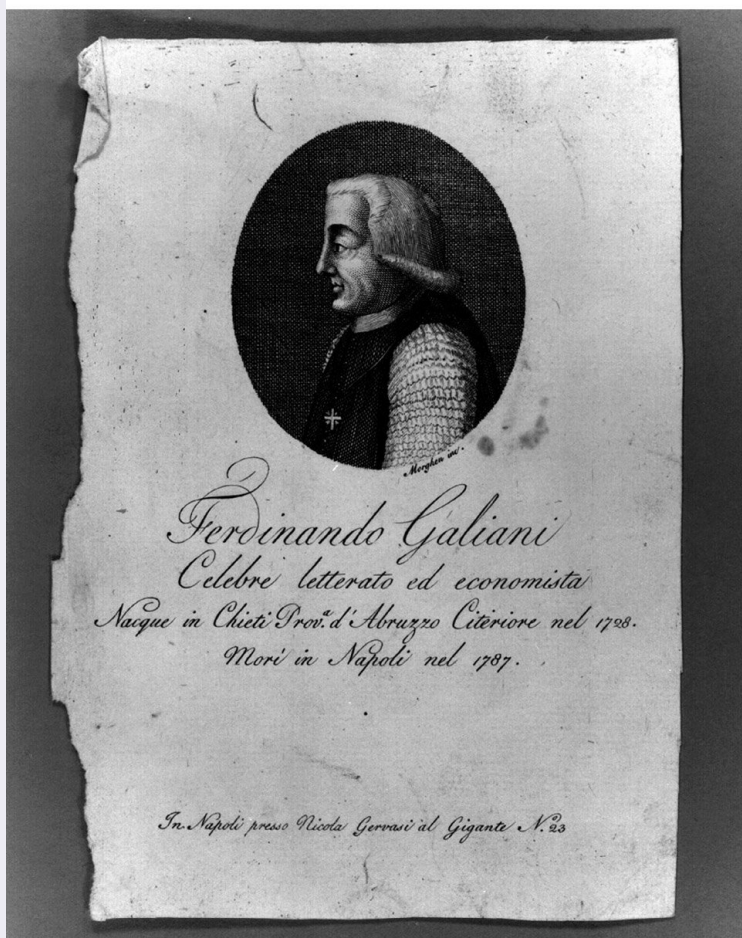 Morghen inc.
Ferdinando Galiani
Celebre letterato ed economista
Nacque in Chieti Prov.a d'Abruzzo Citeriore nel 1728.
Morì in Napoli nel 1787.
In Napoli presso Nicola Gervasi al Gigante N.o 23